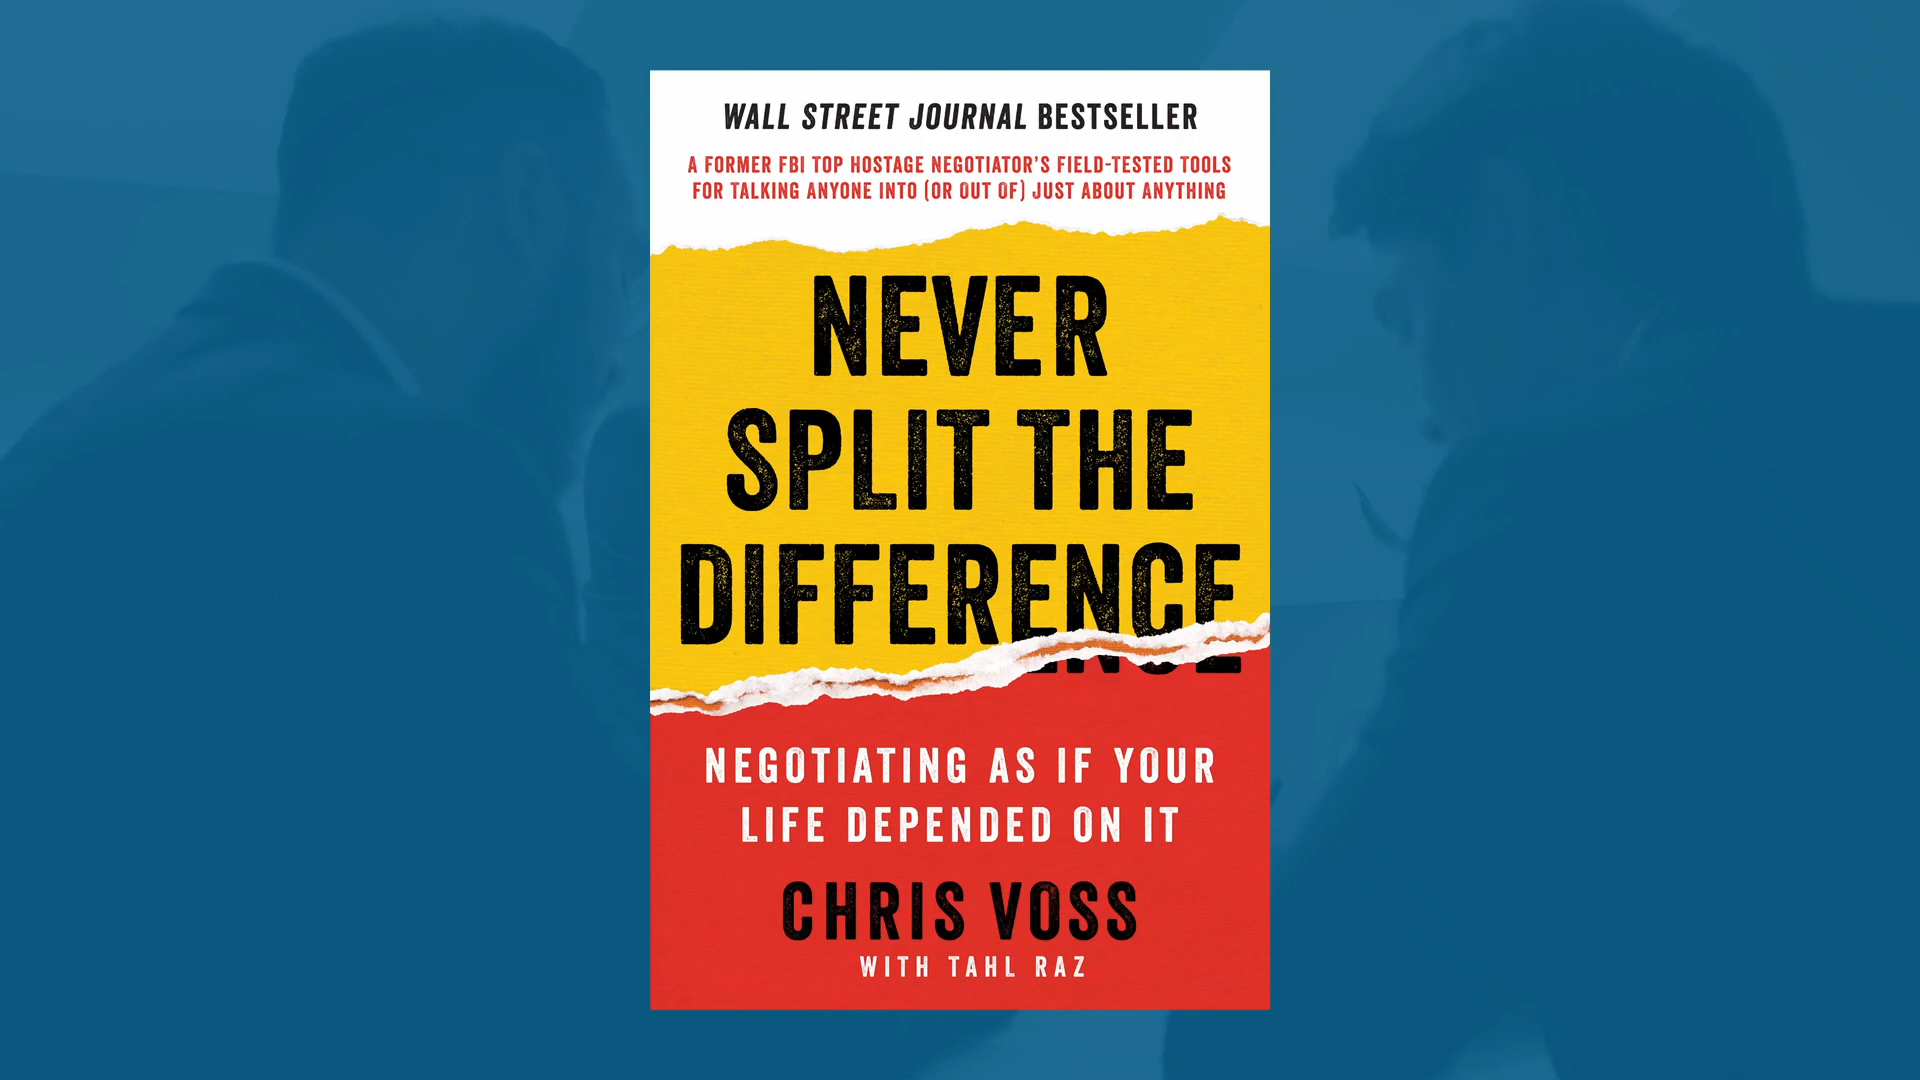 WALL STREET JOURNAL BESTSELLER
A FORMER FBI TOP HOSTAGE NEGOTIATOR'S FIELD-TESTED TOOLS
FOR TALKING ANYONE INTO (OR OUT OF) JUST ABOUT ANYTHING
NEVER
SPLIT THE
DIFFERENCE
NEGOTIATING AS IF YOUR
LIFE DEPENDED ON IT
CHRIS VOSS
WITH TAHL RAZ